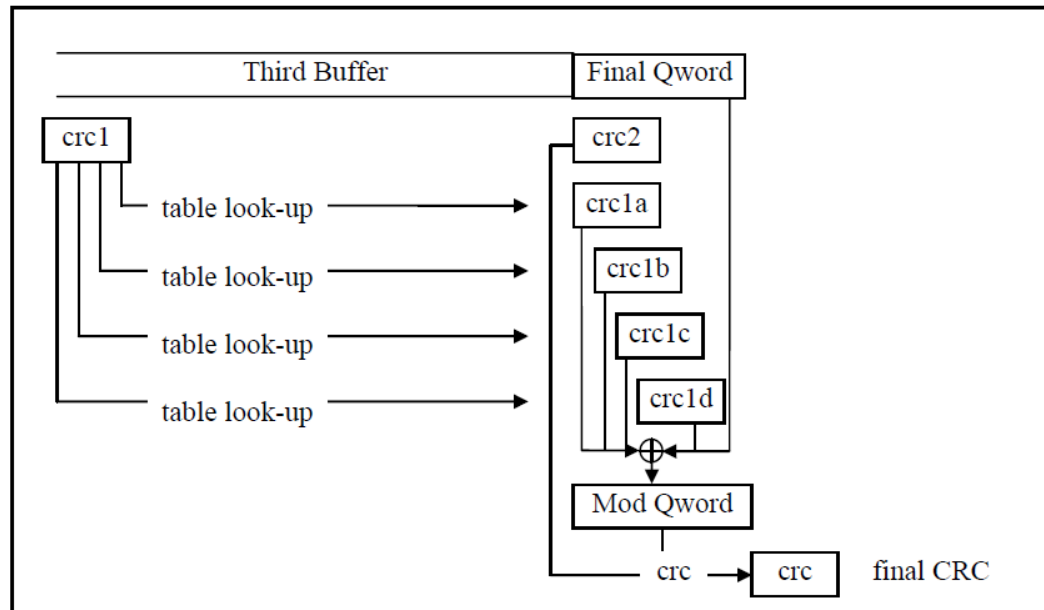 Third Buffer
Final Qword
crc1
crc2
table look-up
crc1a
table look-up
crc1b
table look-up
crc1c
table look-up
crc1d
Mod Qword
crc
crc
final CRC